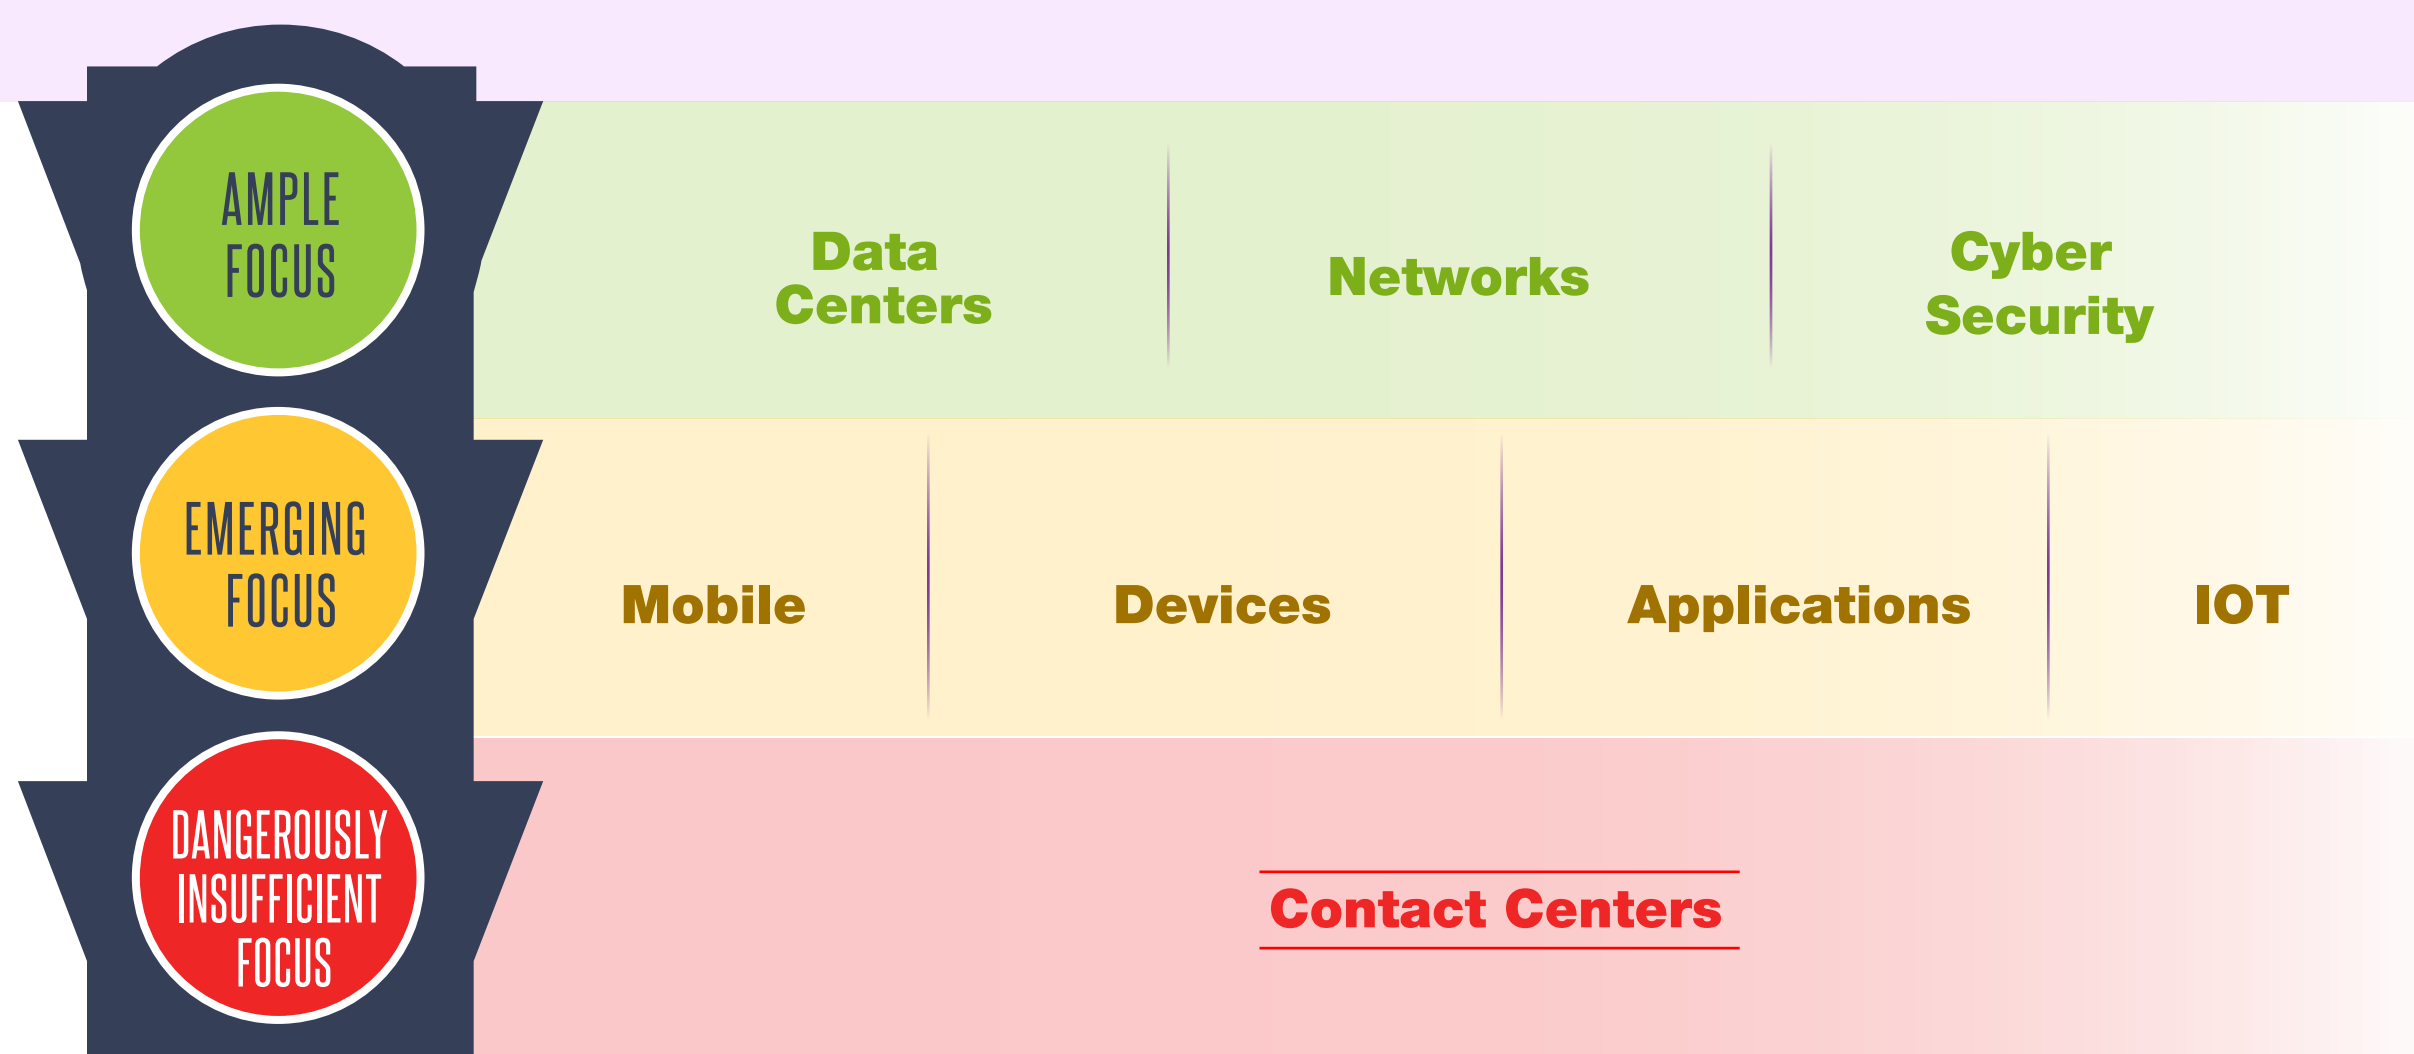 AMPLE
FOCUS
Data
Centers
Networks
Cyber
Security
EMERGING
FOCUS
Mobile
Devices
Applications
IOT
DANGEROUSLY
INSUFFICIENT
FOCUS
Contact Centers